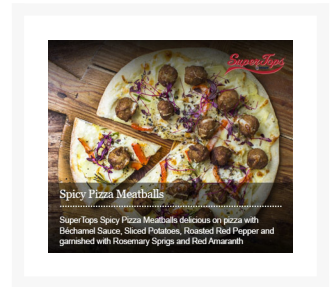 SuperTops
Spicy Pizza Meatballs
SuperTops Spicy Pizza Meatballs delicious on pizza with
Béchamel Sauce, Sliced Potatoes, Roasted Red Pepper and
garnished with Rosemary Sprigs and Red Amaranth